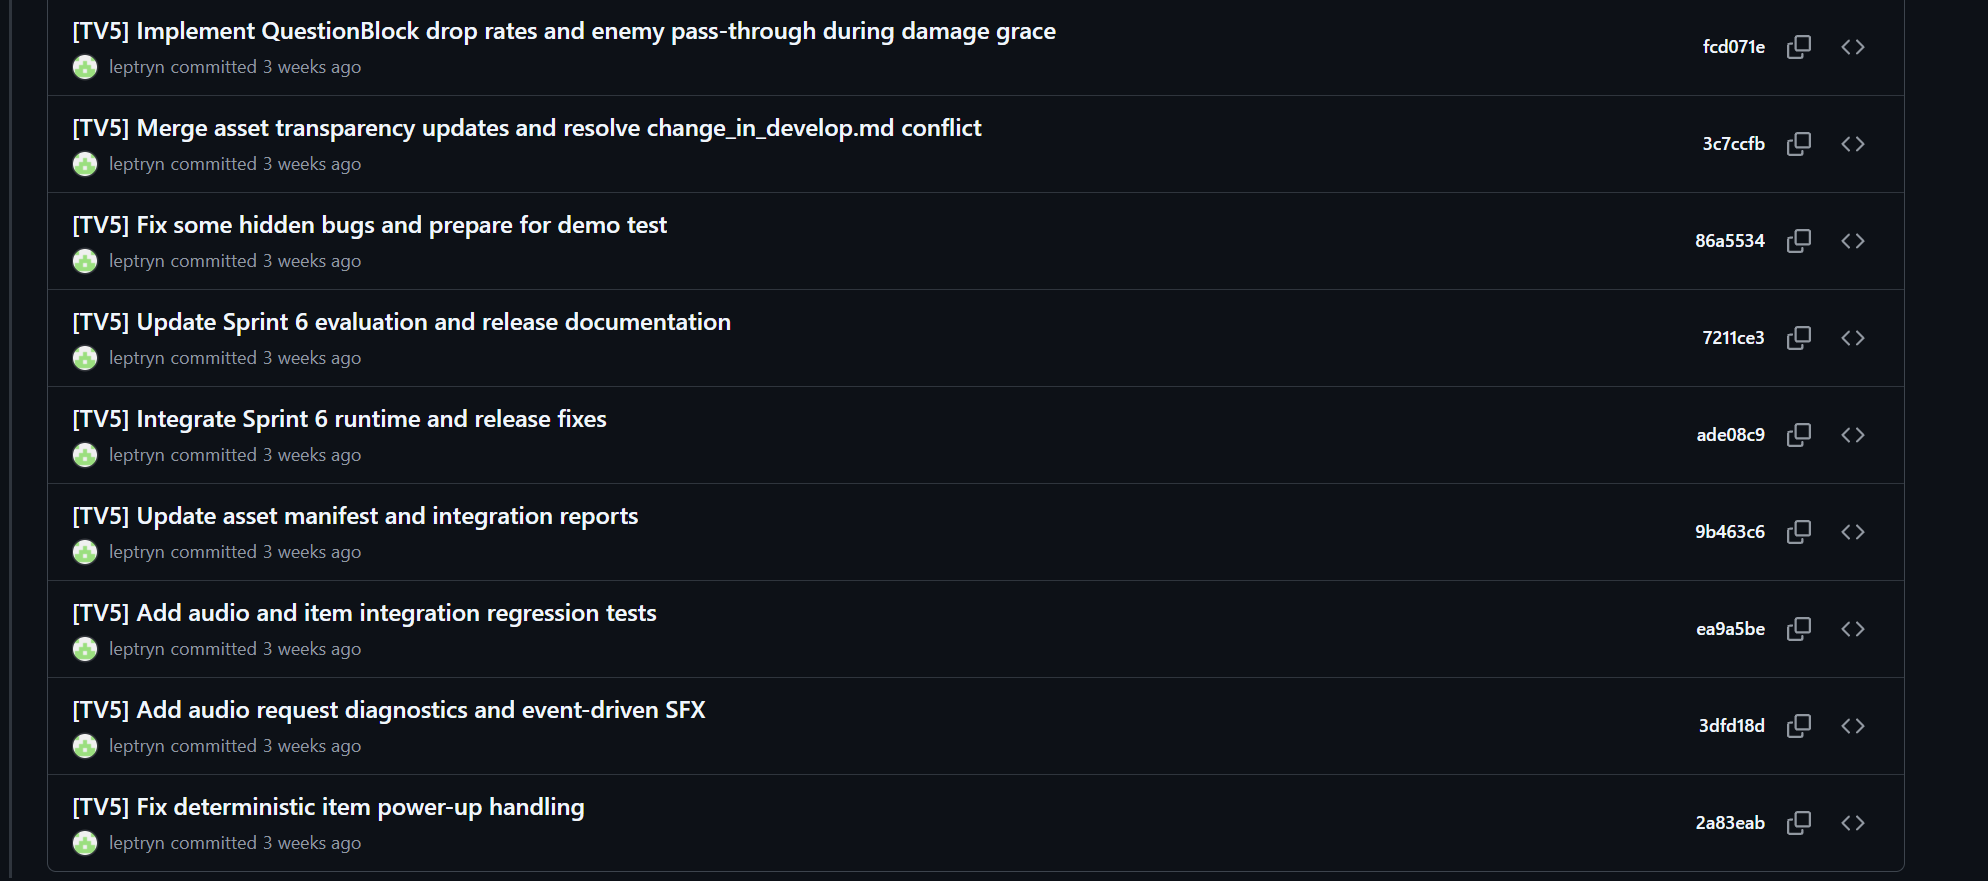 [TV5] Implement QuestionBlock drop rates and enemy pass-through during damage grace
leptryn committed 3 weeks ago
fcd071e
[TV5] Merge asset transparency updates and resolve change_in_develop.md conflict
leptryn committed 3 weeks ago
3c7ccfb
[TV5] Fix some hidden bugs and prepare for demo test
leptryn committed 3 weeks ago
86a5534
[TV5] Update Sprint 6 evaluation and release documentation
leptryn committed 3 weeks ago
7211ce3
[TV5] Integrate Sprint 6 runtime and release fixes
leptryn committed 3 weeks ago
ade08c9
[TV5] Update asset manifest and integration reports
leptryn committed 3 weeks ago
9b463c6
[TV5] Add audio and item integration regression tests
leptryn committed 3 weeks ago
ea9a5be
[TV5] Add audio request diagnostics and event-driven SFX
leptryn committed 3 weeks ago
3dfd18d
[TV5] Fix deterministic item power-up handling
leptryn committed 3 weeks ago
2a83eab